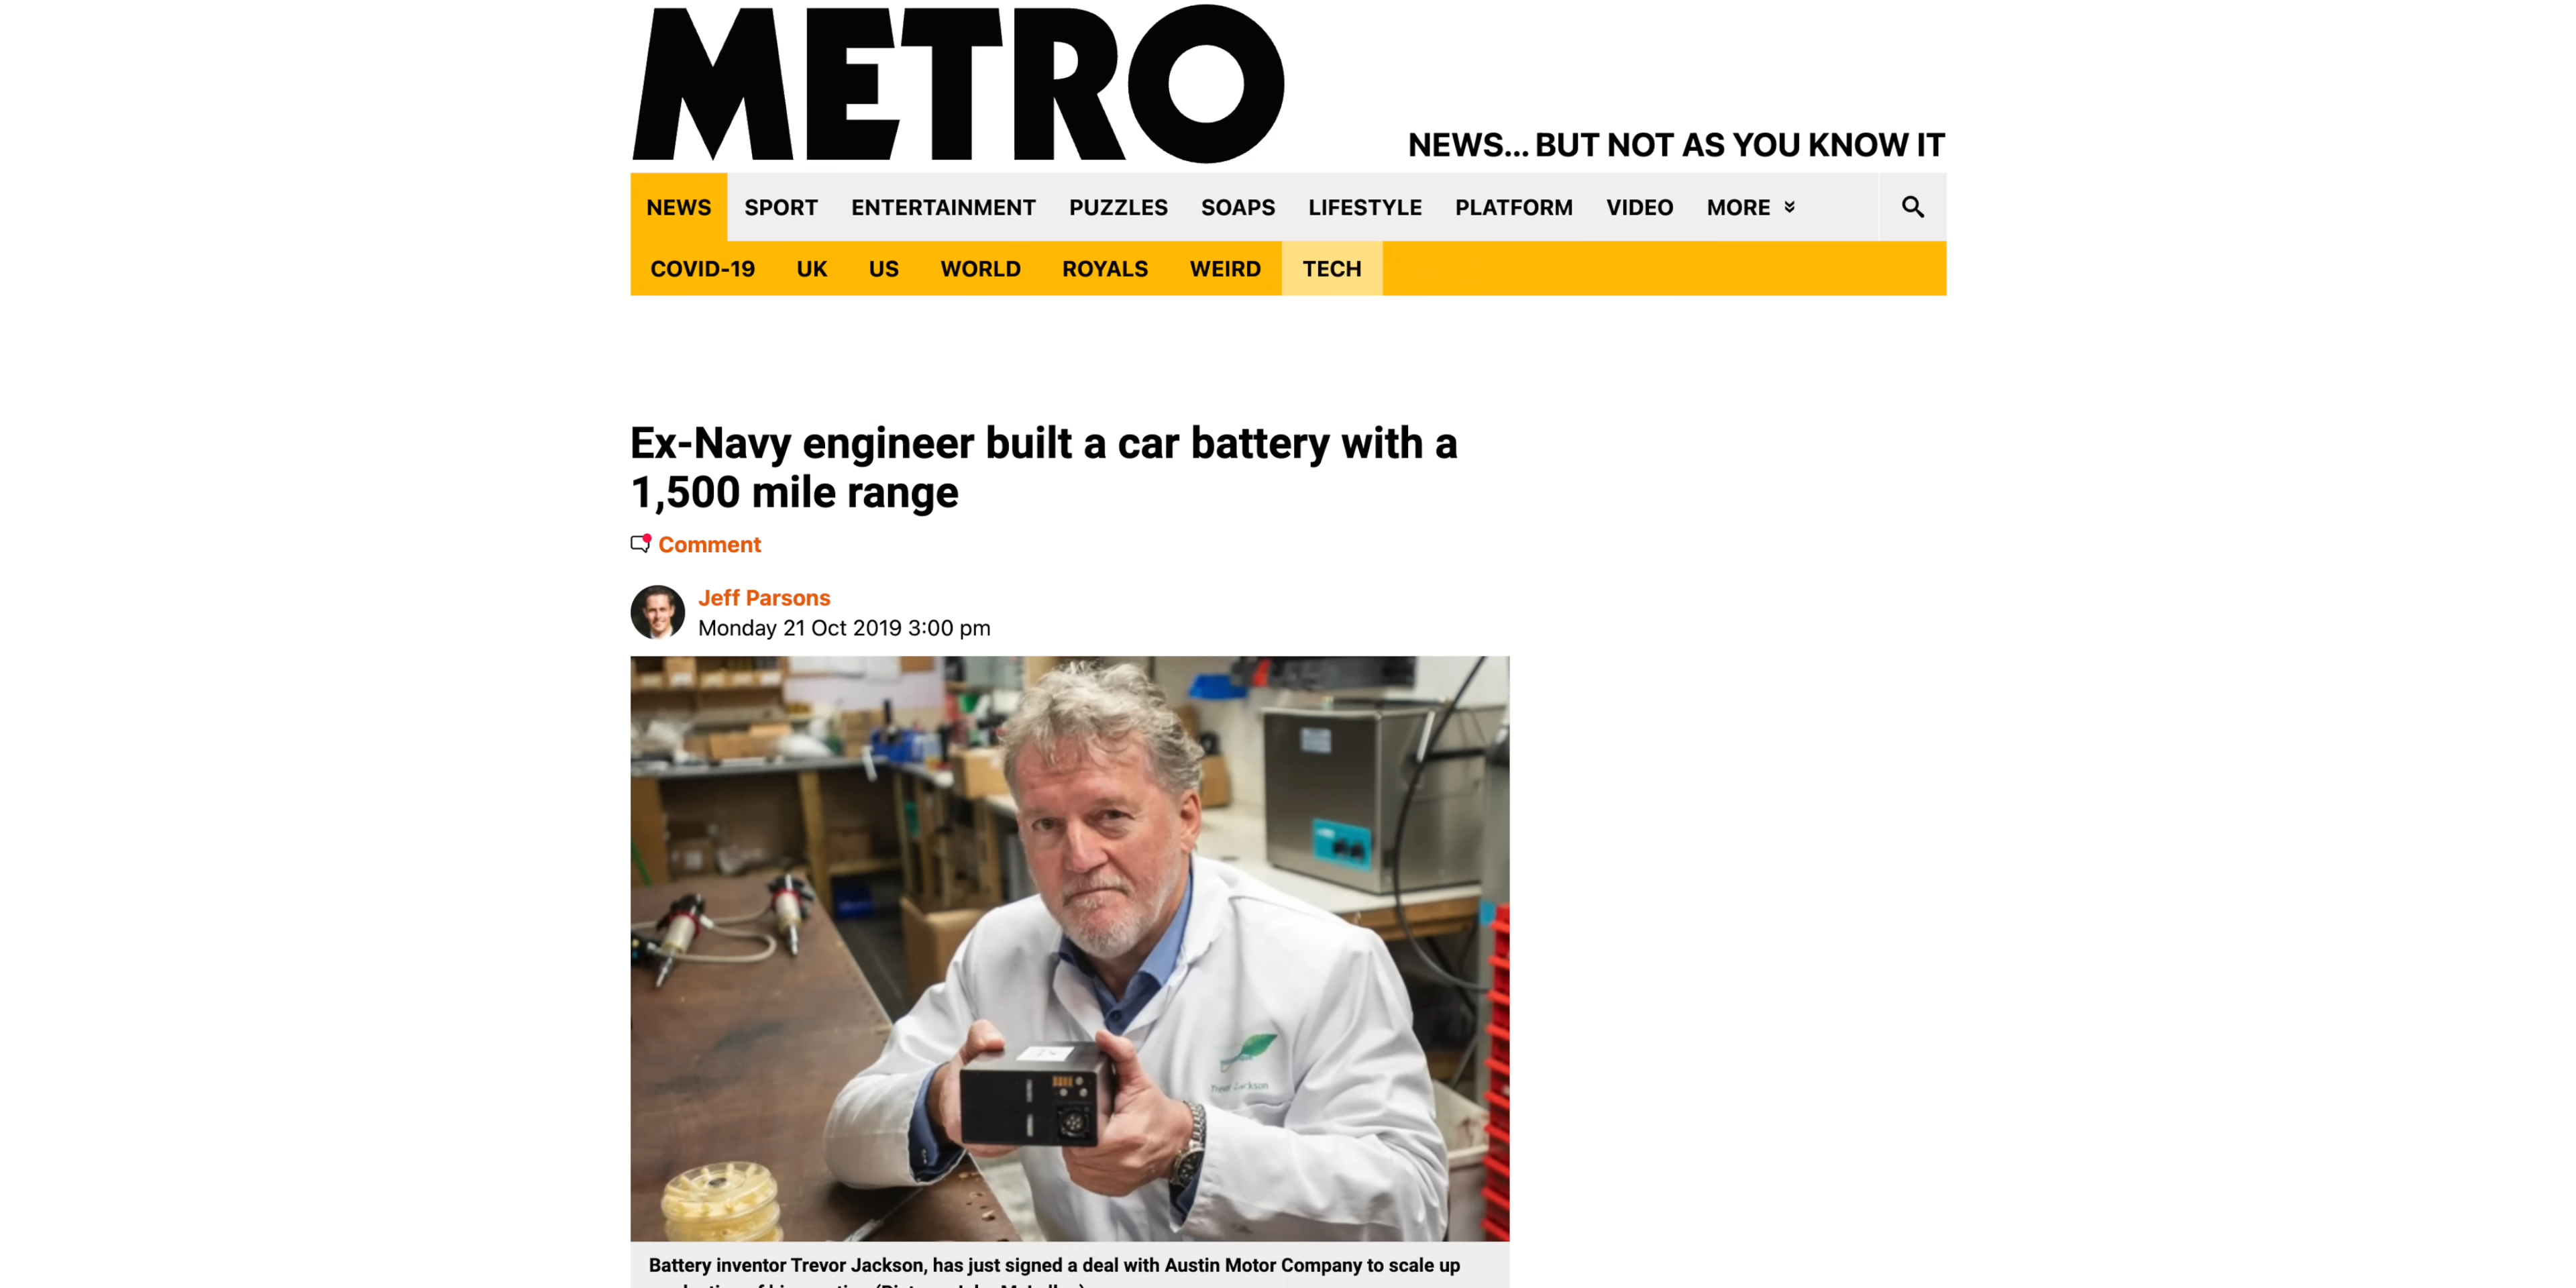 METRO
NEWS... BUT NOT AS YOU KNOW IT
NEWS SPORT ENTERTAINMENT PUZZLES SOAPS LIFESTYLE PLATFORM VIDEO MORE
COVID-19 UK US WORLD ROYALS WEIRD TECH
Ex-Navy engineer built a car battery with a
1,500 mile range
Comment
Jeff Parsons
Monday 21 Oct 2019 3:00 pm
Trevor Jackson
Battery inventor Trevor Jackson, has just signed a deal with Austin Motor Company to scale up